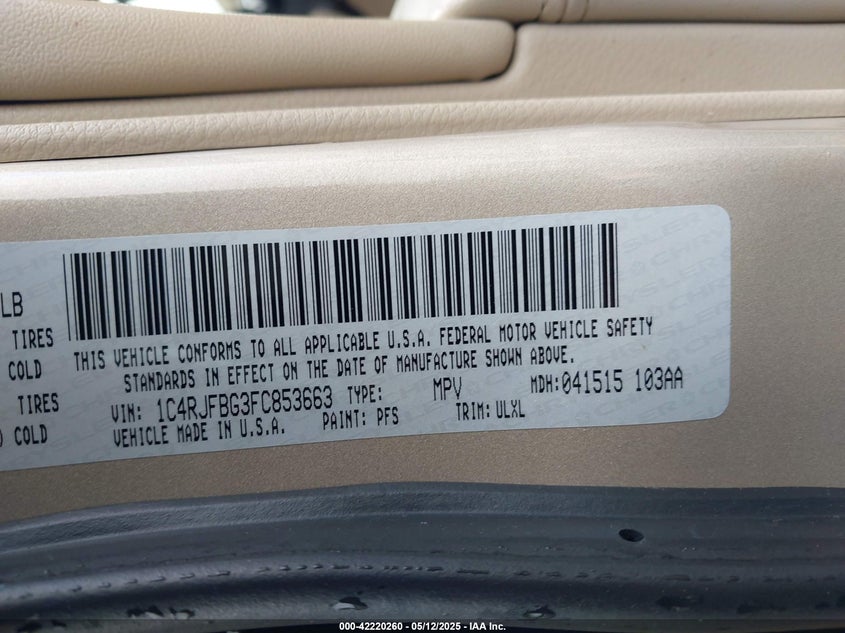 LB
TIRES
COLD
TIRES
COLD
THIS VEHICLE CONFORMS TO ALL APPLICABLE U.S.A. FEDERAL MOTOR VEHICLE SAFETY
STANDARDS IN EFFECT ON THE DATE OF MANUFACTURE SHOWN ABOVE.
VIN: 1C4RJFBG3FC853663 TYPE: MPV MDH:041515 103AA
VEHICLE MADE IN U.S.A. PAINT: PFS TRIM: ULXL
CHRYSLER
000-42220260 - 05/12/2025 - IAA Inc.